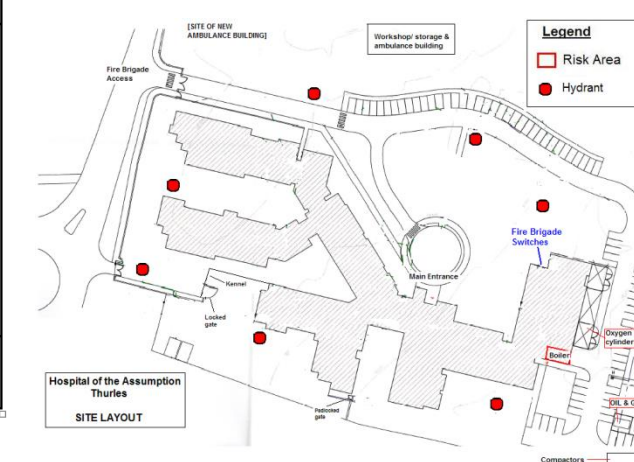 [SITE OF NEW
AMBULANCE BUILDING]
Workshop/ storage &
ambulance building
Legend
Risk Area
Hydrant
Fire Brigade
Access
Fire Brigade
Switches
Main Entrance
Kennel
Locked
gate
Oxygen
cylinder
Boiler
Hospital of the Assumption
Thurles
SITE LAYOUT
Padlocked
gate
OIL &
Compactors